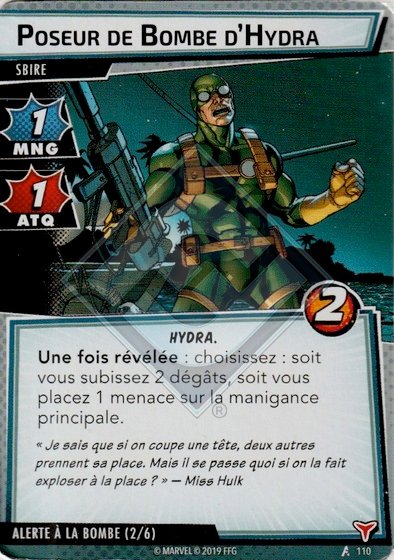 POSEUR DE BOMBE D'HYDRA
SBIRE
1
MNG
1
ATQ
2
HYDRA.
Une fois révélée : choisissez : soit
vous subissez 2 dégâts, soit vous
placez 1 menace sur la manigance
principale.
« Je sais que si on coupe une tête, deux autres
prennent sa place. Mais il se passe quoi si on la fait
exploser à la place ? » — Miss Hulk
ALERTE À LA BOMBE (2/6)
© MARVEL © 2019 FFG
110
®